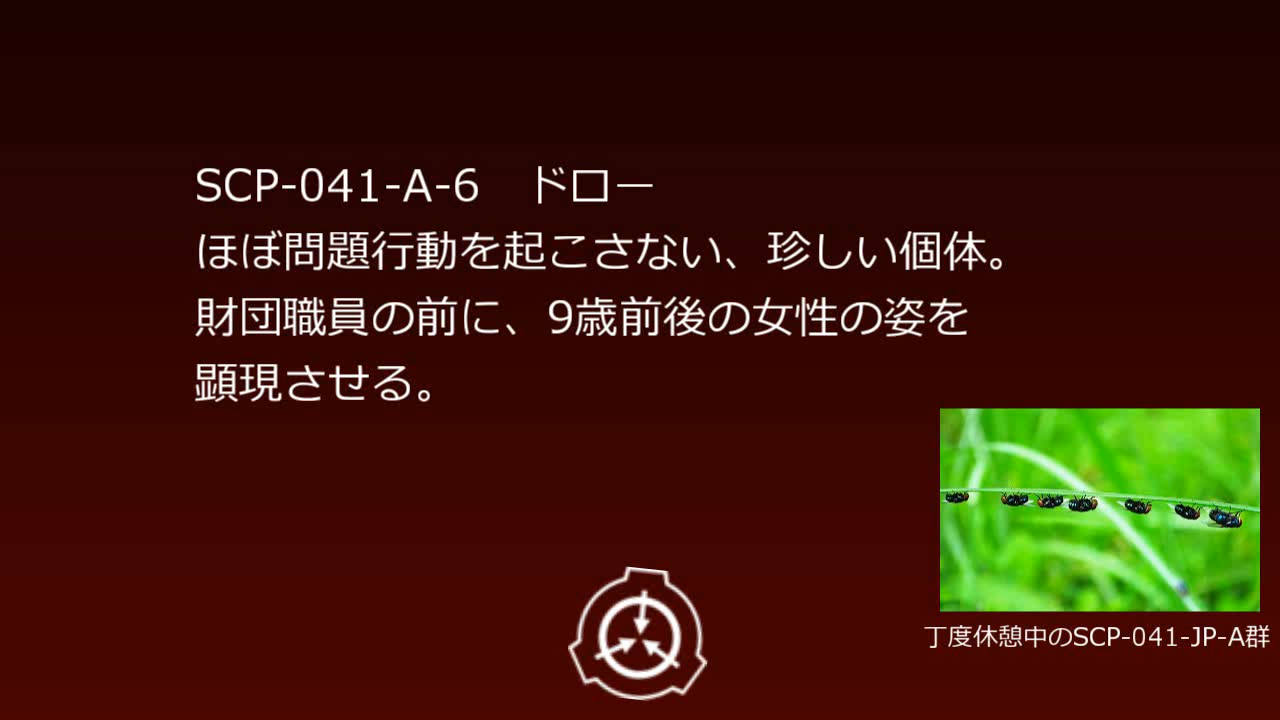 SCP-041-A-6　ドロー
ほぼ問題行動を起こさない、珍しい個体。
財団職員の前に、9歳前後の女性の姿を
顕現させる。
丁度休憩中のSCP-041-JP-A群